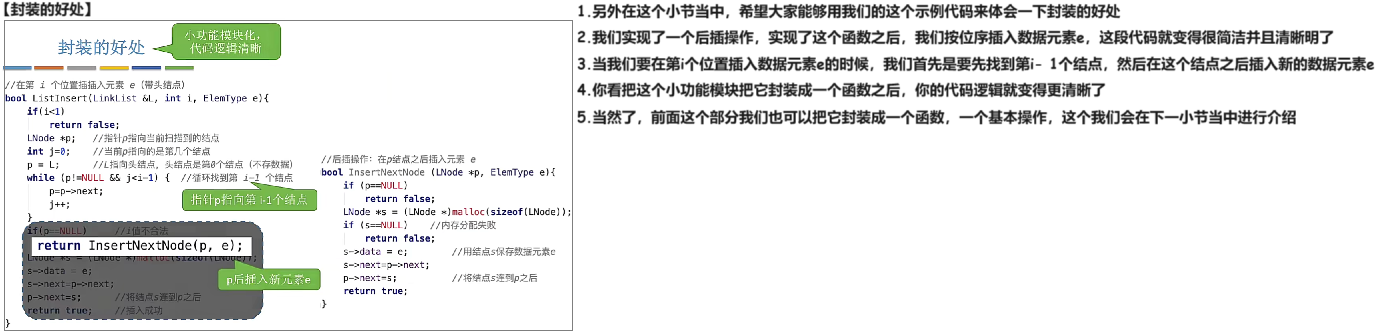 【封装的好处】
封装的好处
小功能模块化，
代码逻辑清晰
//在第 i 个位置插插入元素 e (带头结点)
bool ListInsert(LinkList &L, int i, ElemType e){
if(i<1)
return false;
LNode *p; //指针p指向当前扫描到的结点
int j=0; //当前p指向的是第几个结点
p = L; //L指向头结点，头结点是第0个结点（不存数据）
while (p!=NULL && j<i-1) { //循环找到第 i-1 个结点
p=p->next;
j++;
}
指针p指向第 i-1个结点
if(p==NULL) //i值不合法
return InsertNextNode(p, e);
LNode *s = (LNode *)malloc(sizeof(LNode));
s->data = e;
s->next=p->next;
p->next=s; //将结点s连到p之后
return true; //插入成功
}
p后插入新元素e
//后插操作：在p结点之后插入元素 e
bool InsertNextNode (LNode *p, ElemType e){
if (p==NULL)
return false;
LNode *s = (LNode *)malloc(sizeof(LNode));
if (s==NULL) //内存分配失败
return false;
s->data = e; //用结点s保存数据元素e
s->next=p->next;
p->next=s; //将结点s连到p之后
return true;
}
1.另外在这个小节当中，希望大家能够用我们的这个示例代码来体会一下封装的好处
2.我们实现了一个后插操作，实现了这个函数之后，我们按位序插入数据元素e，这段代码就变得很简洁并且清晰明了
3.当我们要在第i个位置插入数据元素e的时候，我们首先是要先找到第i- 1个结点，然后在这个结点之后插入新的数据元素e
4.你看把这个小功能模块把它封装成一个函数之后，你的代码逻辑就变得更清晰了
5.当然了，前面这个部分我们也可以把它封装成一个函数，一个基本操作，这个我们会在下一小节当中进行介绍